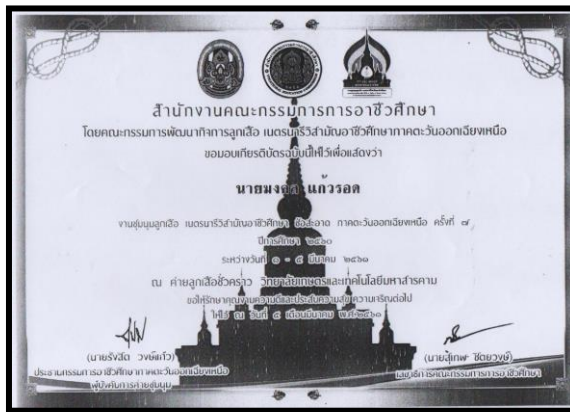 สำนักงานคณะกรรมการการอาชีวศึกษา
โดยคณะกรรมการพัฒนากิจการลูกเสือ เนตรนารีวิสามัญอาชีวศึกษาภาคตะวันออกเฉียงเหนือ
ขอมอบเกียรติบัตรฉบับนี้ให้ไว้เพื่อแสดงว่า
นายมงคล แก้วรอด
งานชุมนุมลูกเสือ เนตรนารีวิสามัญอาชีวศึกษา ช่อสะอาด ภาคตะวันออกเฉียงเหนือ ครั้งที่ ๗
ปีการศึกษา ๒๕๖๐
ระหว่างวันที่ ๑ - ๕ มีนาคม ๒๕๖๑
ณ ค่ายลูกเสือชั่วคราว วิทยาลัยเกษตรและเทคโนโลยีมหาสารคาม
ขอให้รักษาคุณงามความดีและประสบความสุขความเจริญต่อไป
ให้ไว้ ณ วันที่ ๕ เดือนมีนาคม พ.ศ.
(นายรังสิต วงษ์แก้ว)
ประธานกรรมการอาชีวศึกษาภาคตะวันออกเฉียงเหนือ
ผู้บังคับการค่ายชุมนุม
(นายสุเทพ ชิตยวงษ์)
เลขาธิการคณะกรรมการการอาชีวศึกษา